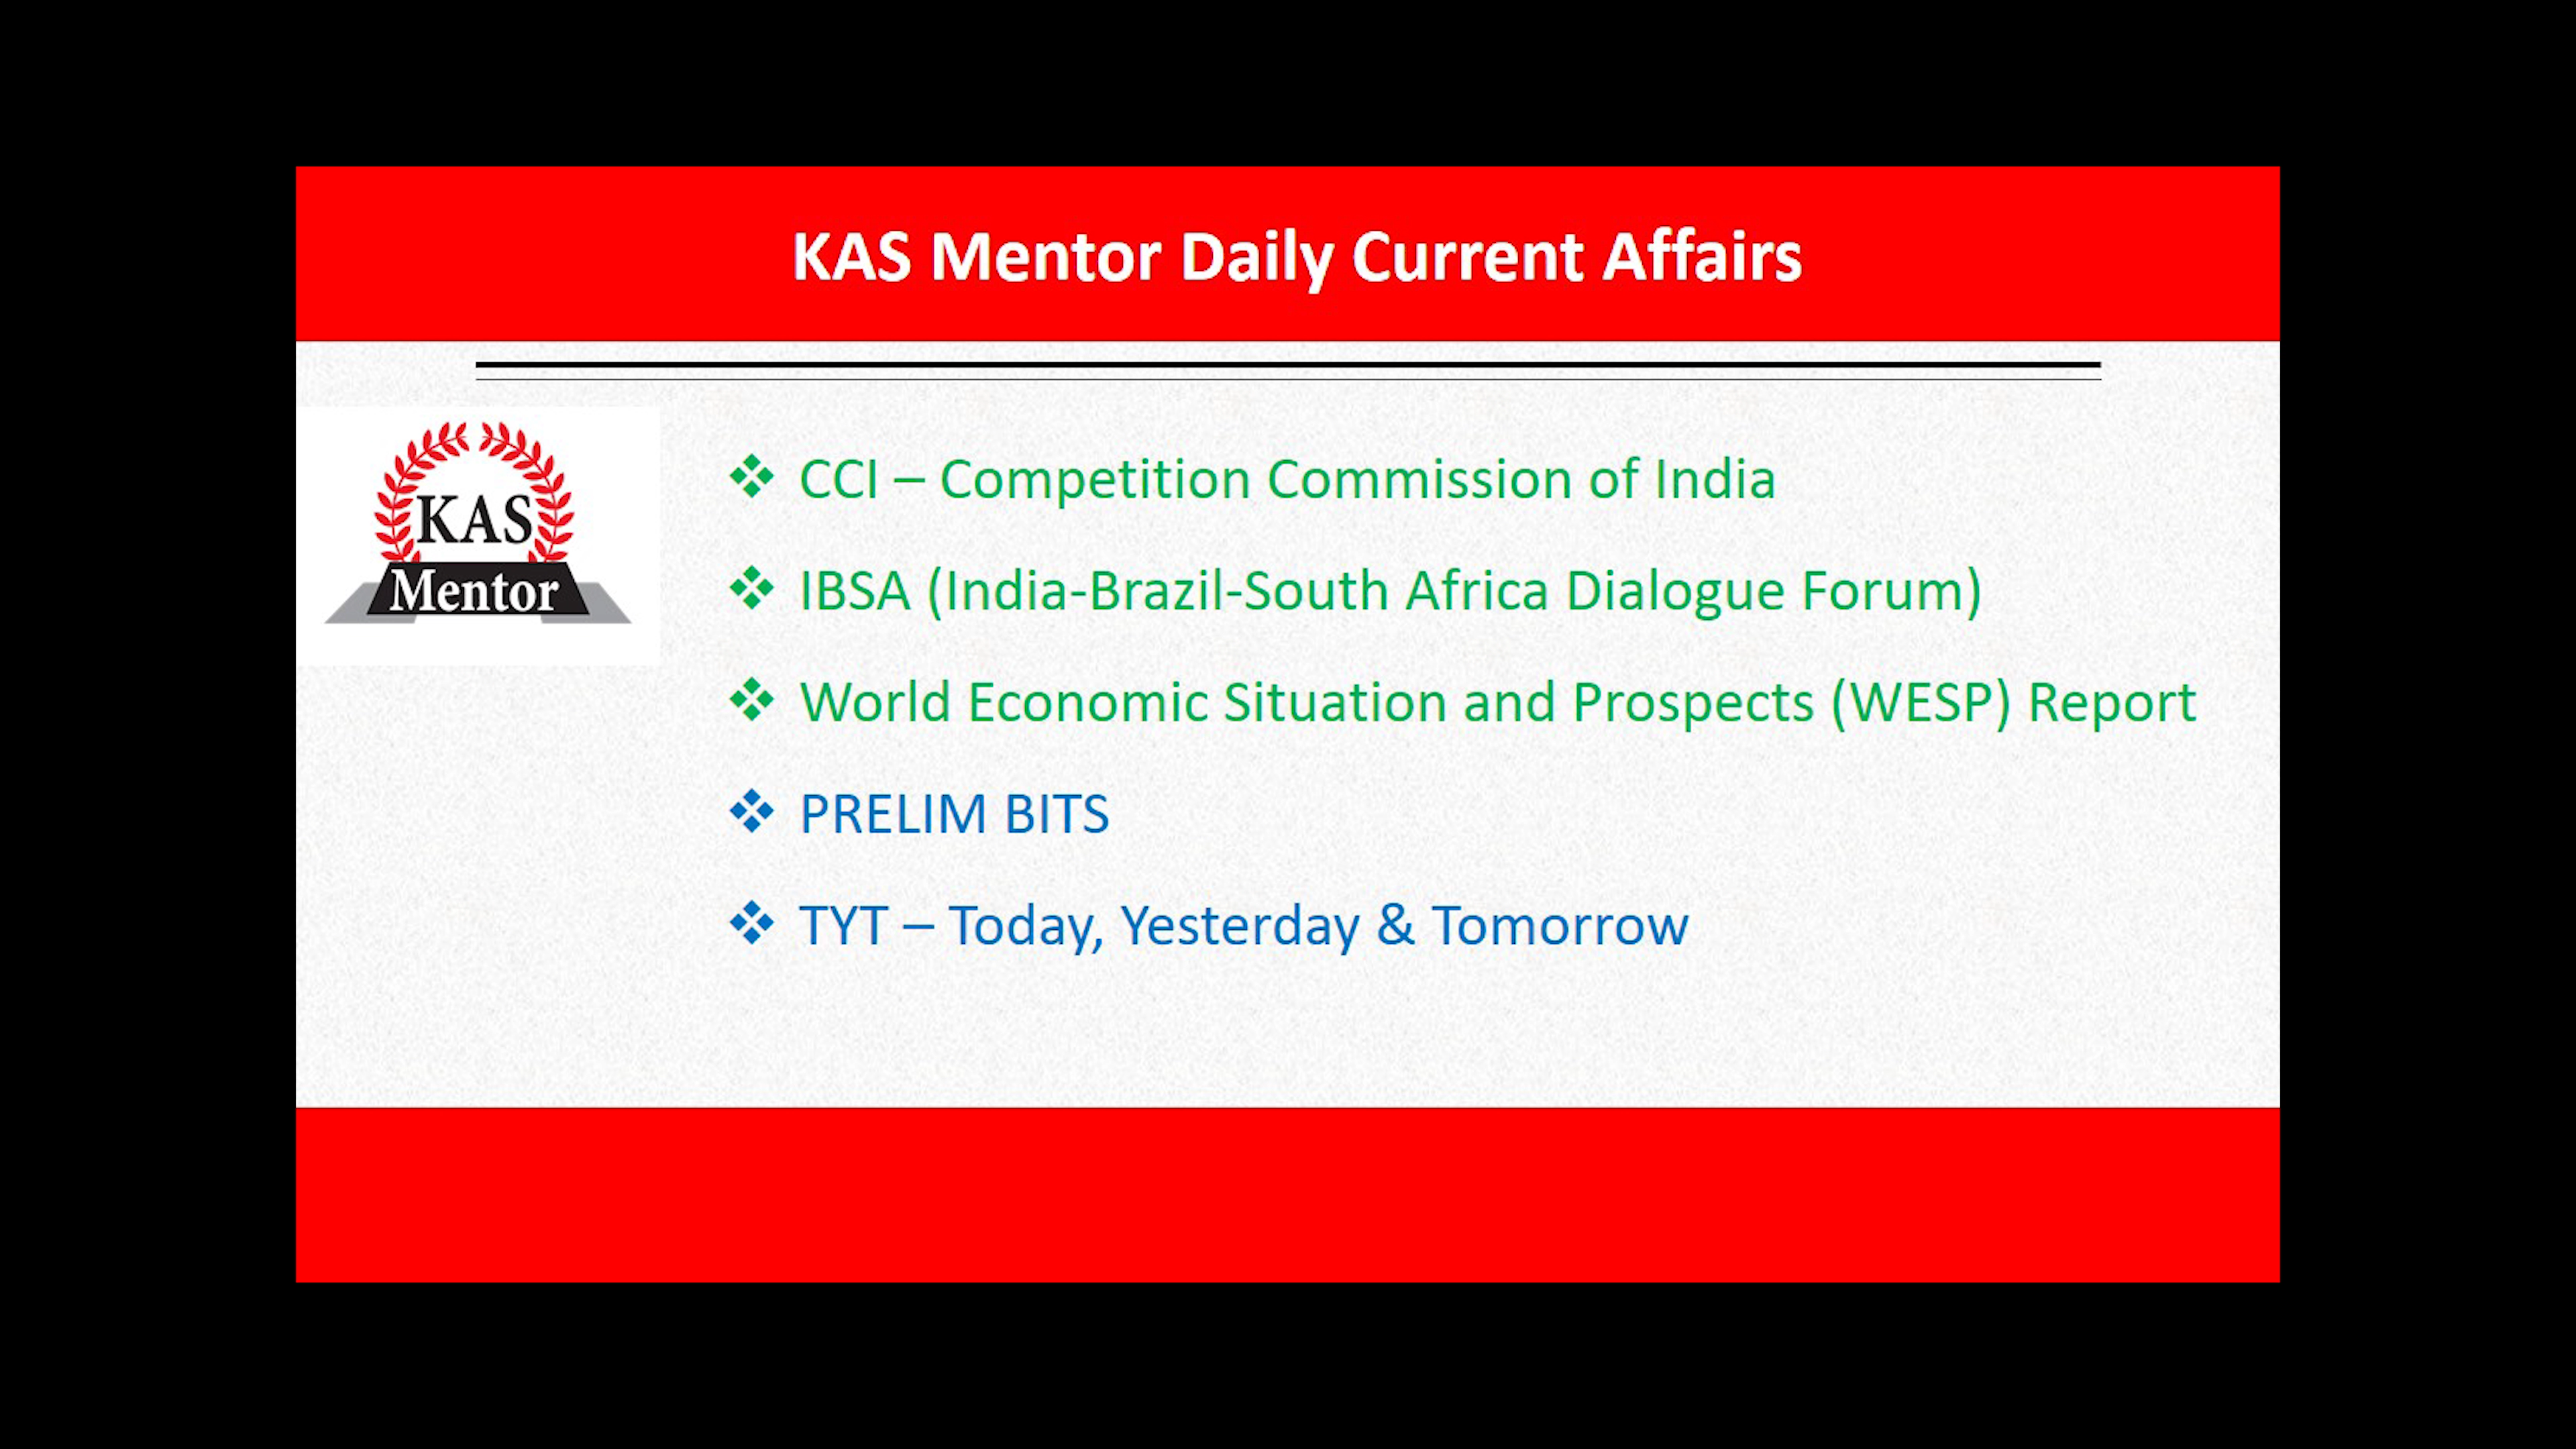 KAS Mentor Daily Current Affairs
KAS
Mentor
❖ CCI – Competition Commission of India
❖ IBSA (India-Brazil-South Africa Dialogue Forum)
❖ World Economic Situation and Prospects (WESP) Report
❖ PRELIM BITS
❖ TYT – Today, Yesterday & Tomorrow